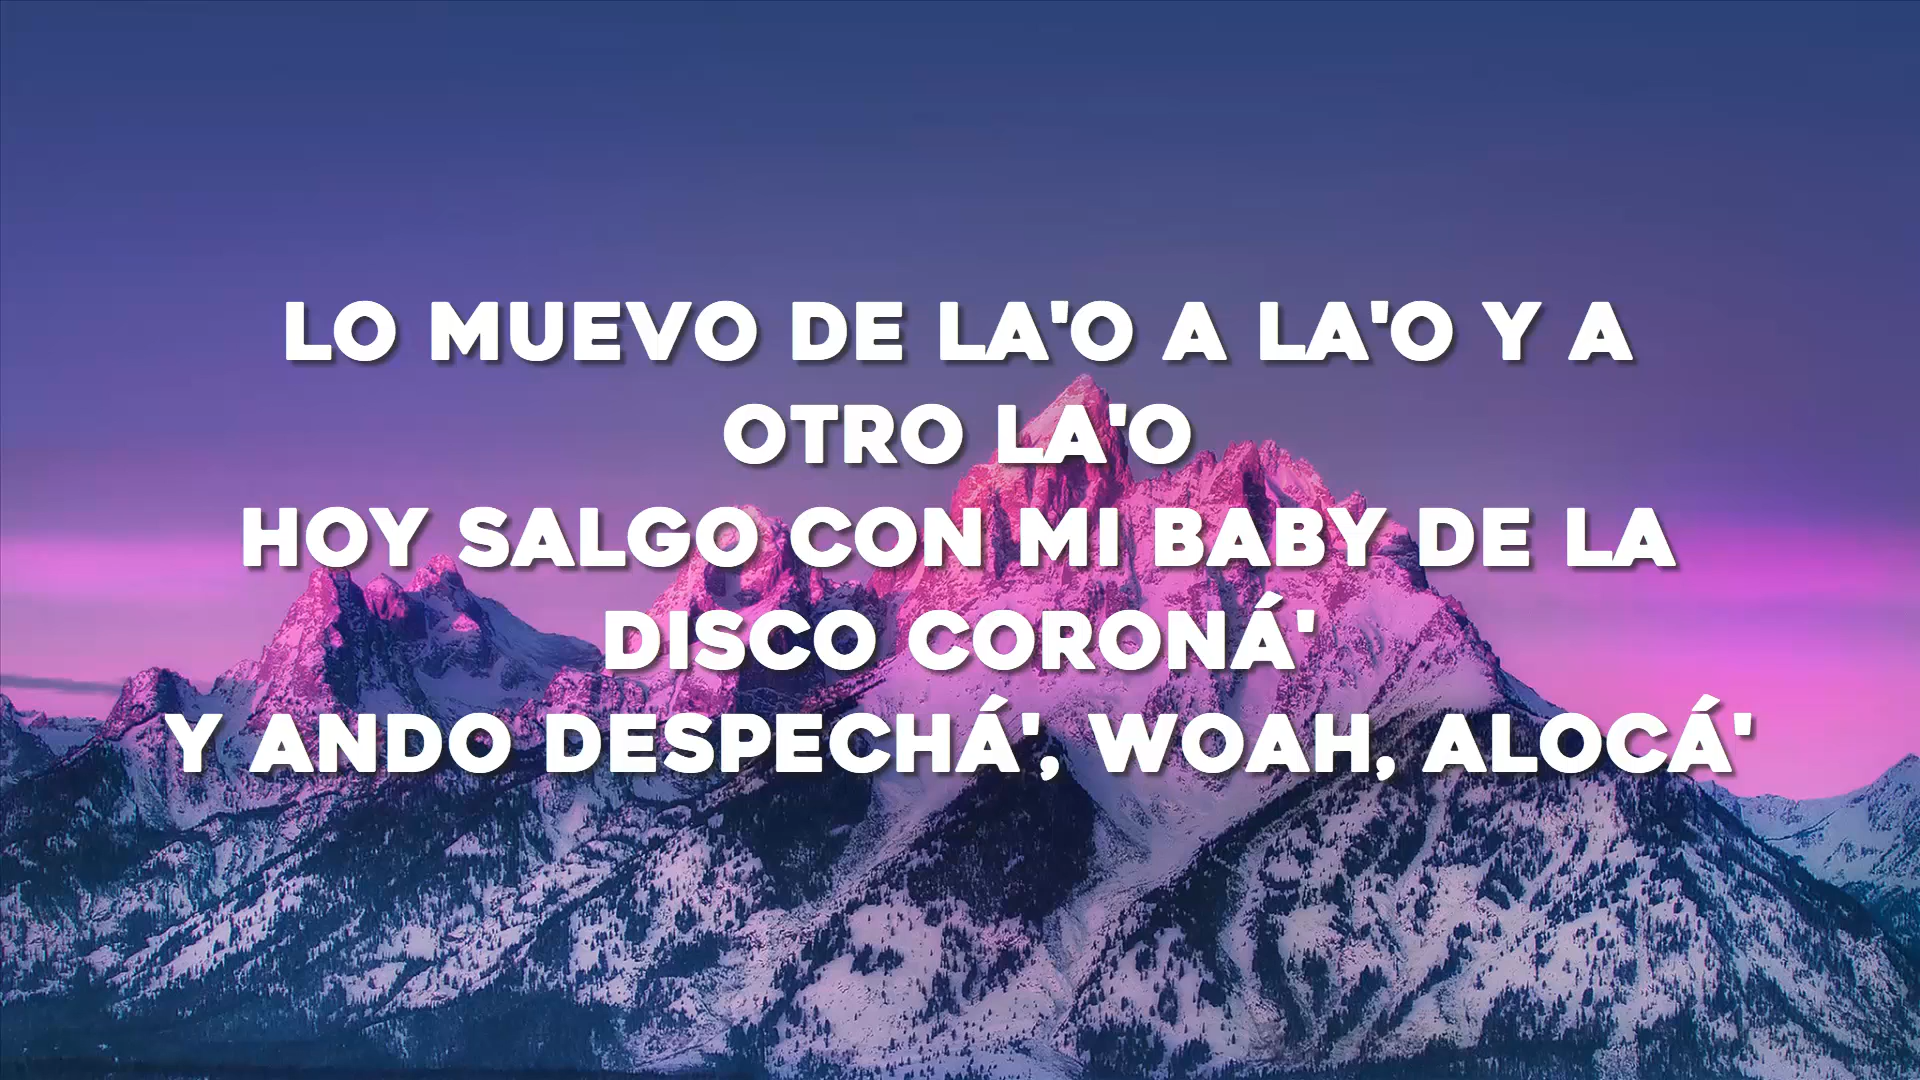 LO MUEVO DE LA'O A LA'O Y A
OTRO LA'O
HOY SALGO CON MI BABY DE LA
DISCO CORONÁ'
Y ANDO DESPECHÁ', WOAH, ALOCÁ'